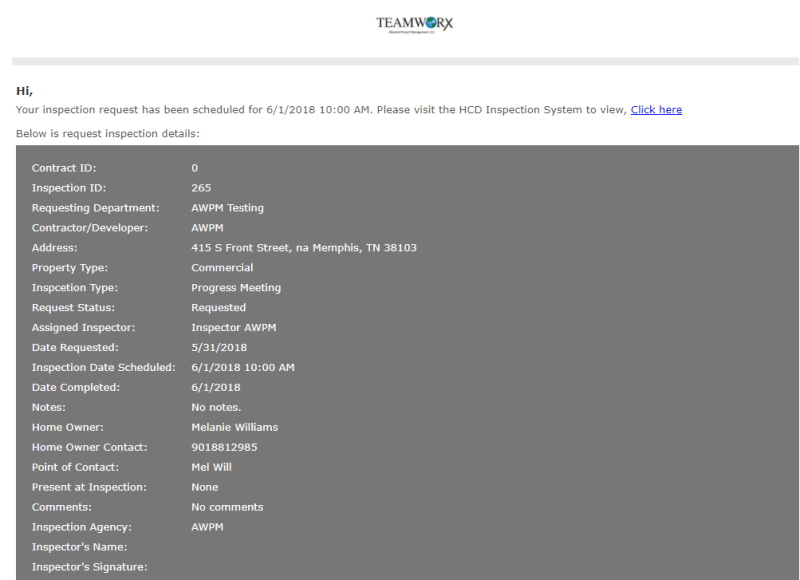 TEAMWORX
Hi,
Your inspection request has been scheduled for 6/1/2018 10:00 AM. Please visit the HCD Inspection System to view, Click here
Below is request inspection details:
Contract ID: 0
Inspection ID: 265
Requesting Department: AWPM Testing
Contractor/Developer: AWPM
Address: 415 S Front Street, na Memphis, TN 38103
Property Type: Commercial
Inspcetion Type: Progress Meeting
Request Status: Requested
Assigned Inspector: Inspector AWPM
Date Requested: 5/31/2018
Inspection Date Scheduled: 6/1/2018 10:00 AM
Date Completed: 6/1/2018
Notes: No notes.
Home Owner: Melanie Williams
Home Owner Contact: 9018812985
Point of Contact: Mel Will
Present at Inspection: None
Comments: No comments
Inspection Agency: AWPM
Inspector's Name:
Inspector's Signature: